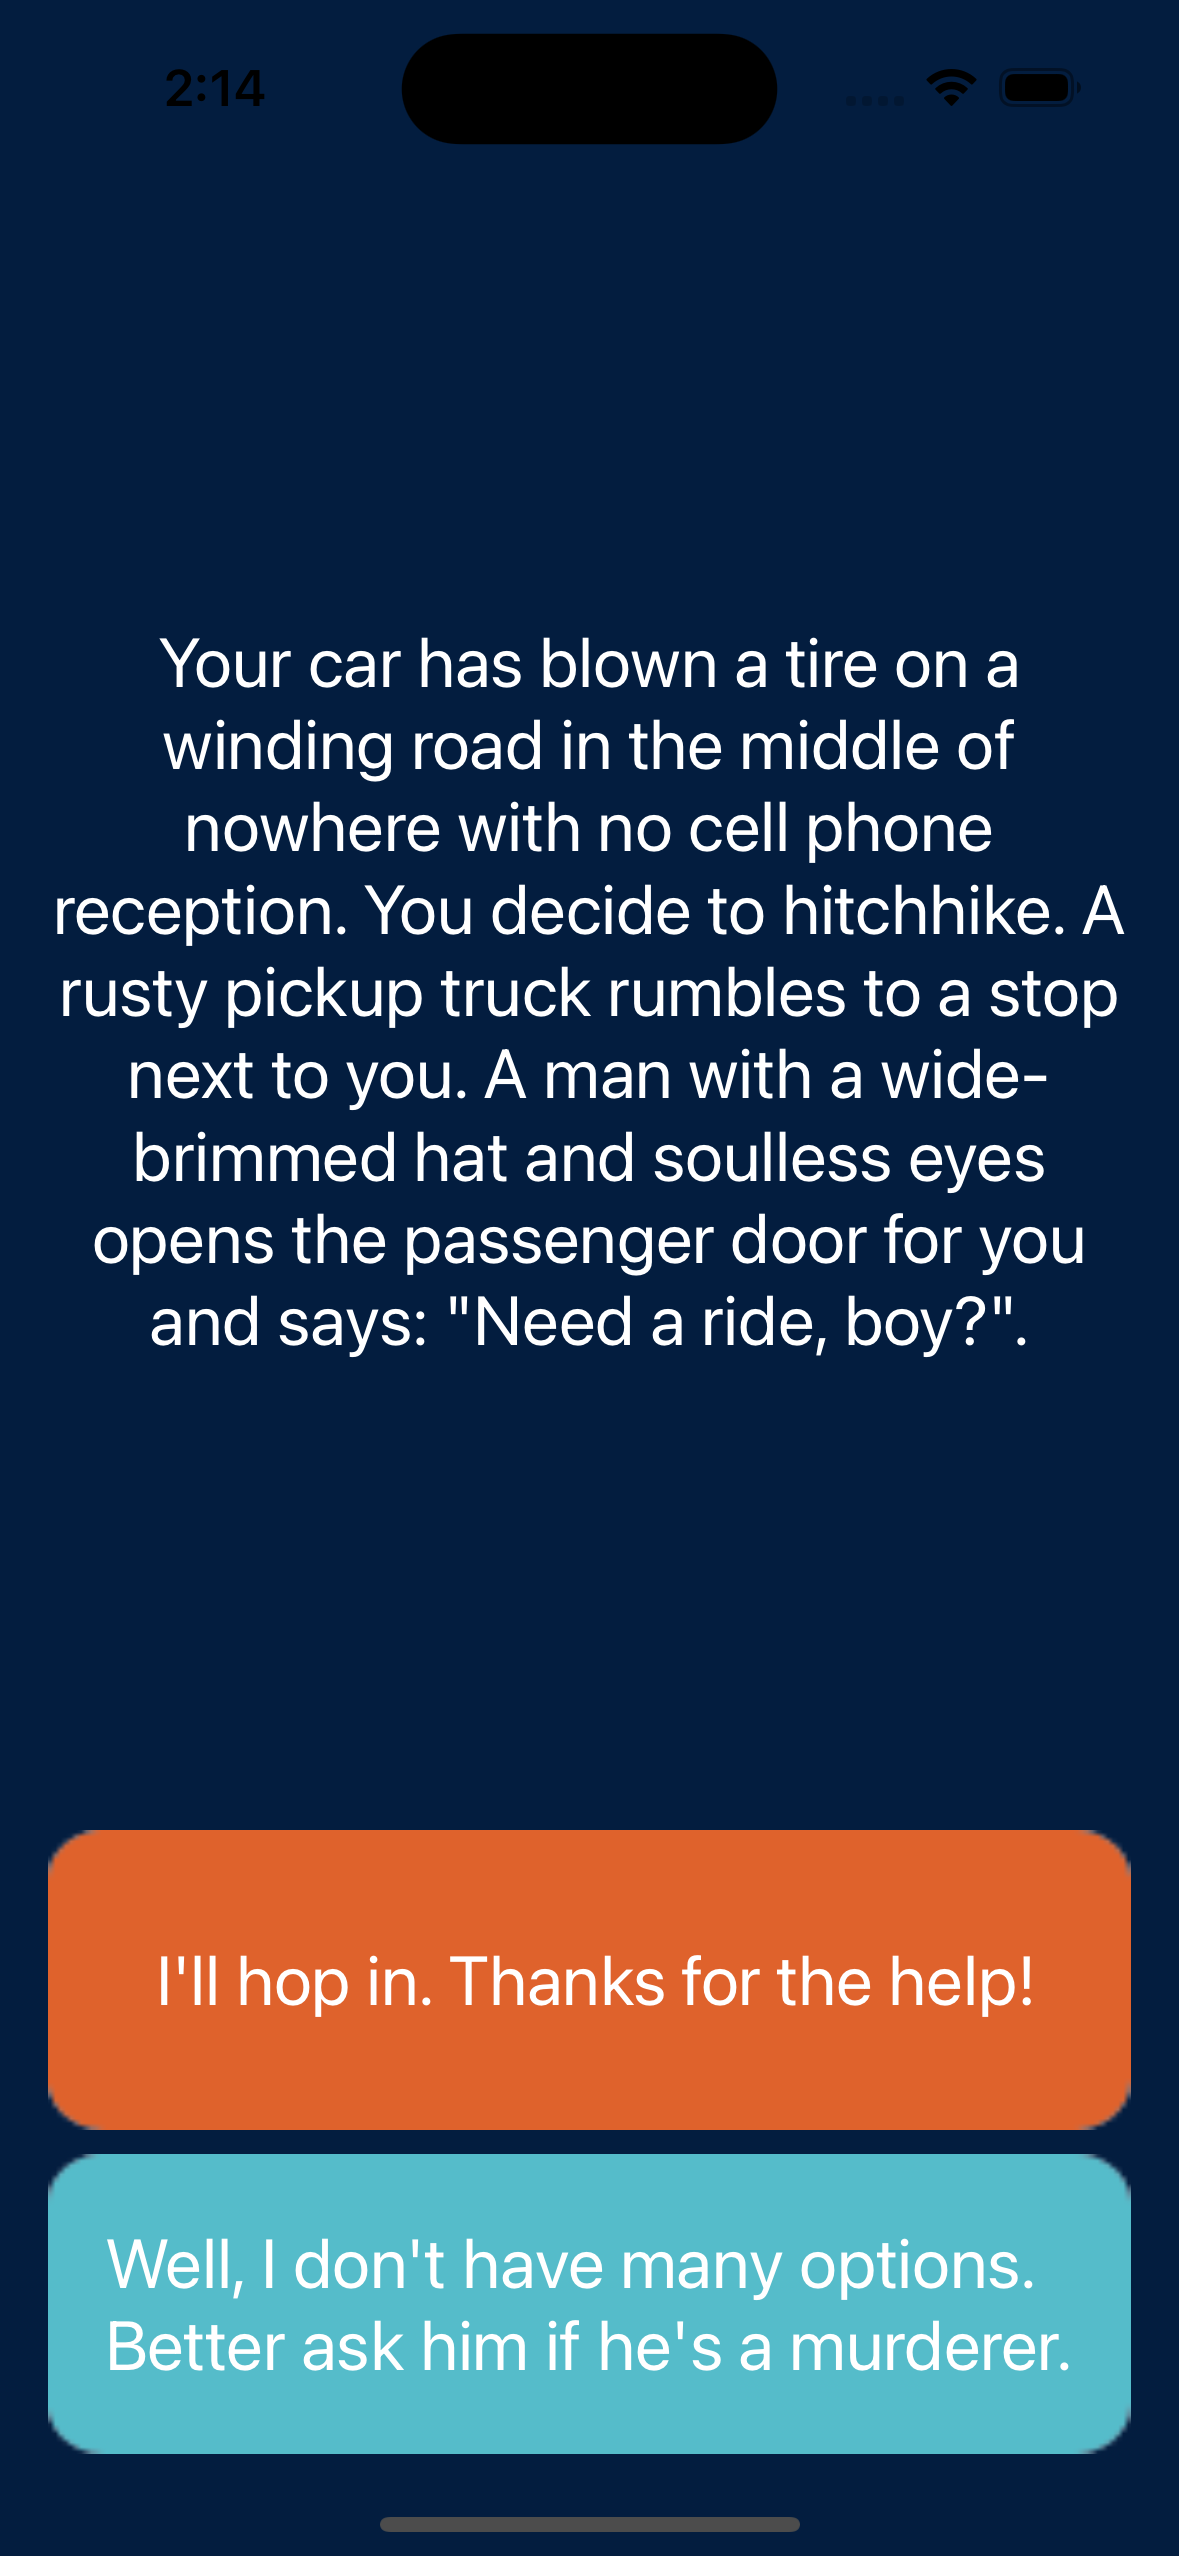 2:14
Your car has blown a tire on a
winding road in the middle of
nowhere with no cell phone
reception. You decide to hitchhike. A
rusty pickup truck rumbles to a stop
next to you. A man with a wide-
brimmed hat and soulless eyes
opens the passenger door for you
and says: "Need a ride, boy?".
I'll hop in. Thanks for the help!
Well, I don't have many options.
Better ask him if he's a murderer.